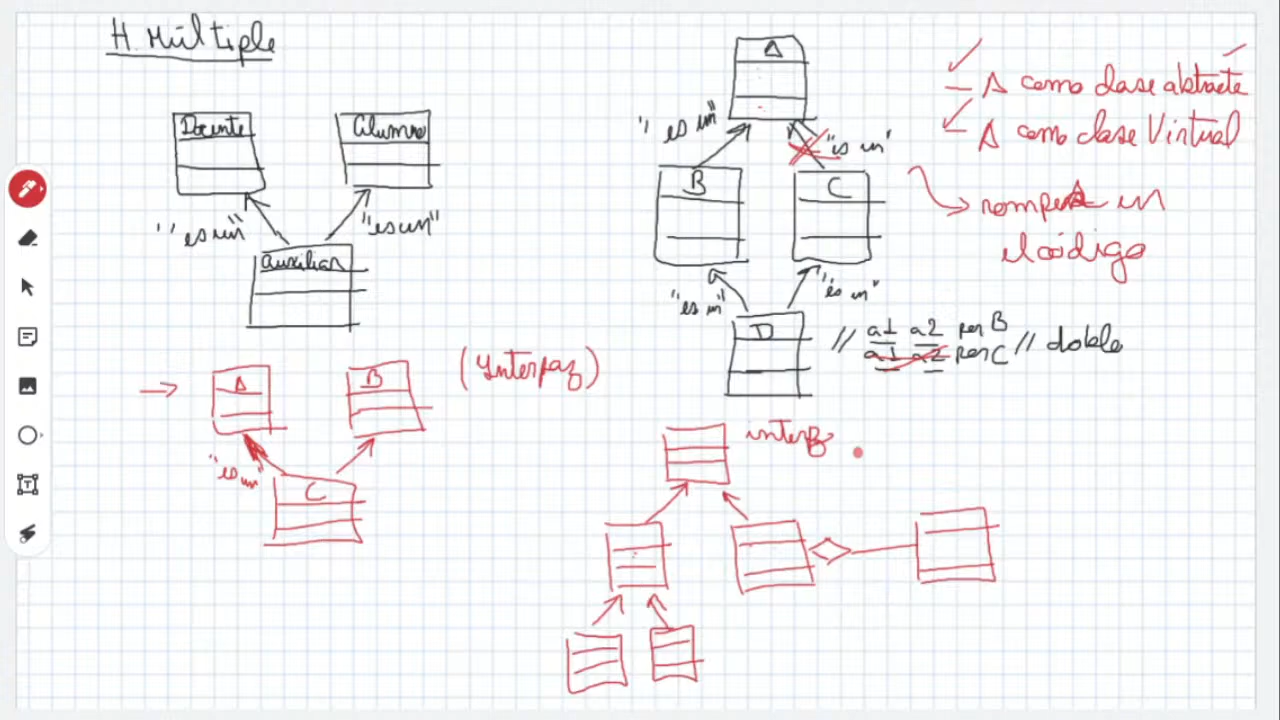 H. Múltiple
Docente
Alumno
"es un"
"es un"
Auxiliar
A
"es un"
"es un"
B
C
"es un"
"es un"
D
// a1 a2 por B
a1 a2 por C // doble
– A como clase abstracta
– A como clase Virtual
romper en
el código
A
B
(Interfaz)
"es un"
C
interfaz